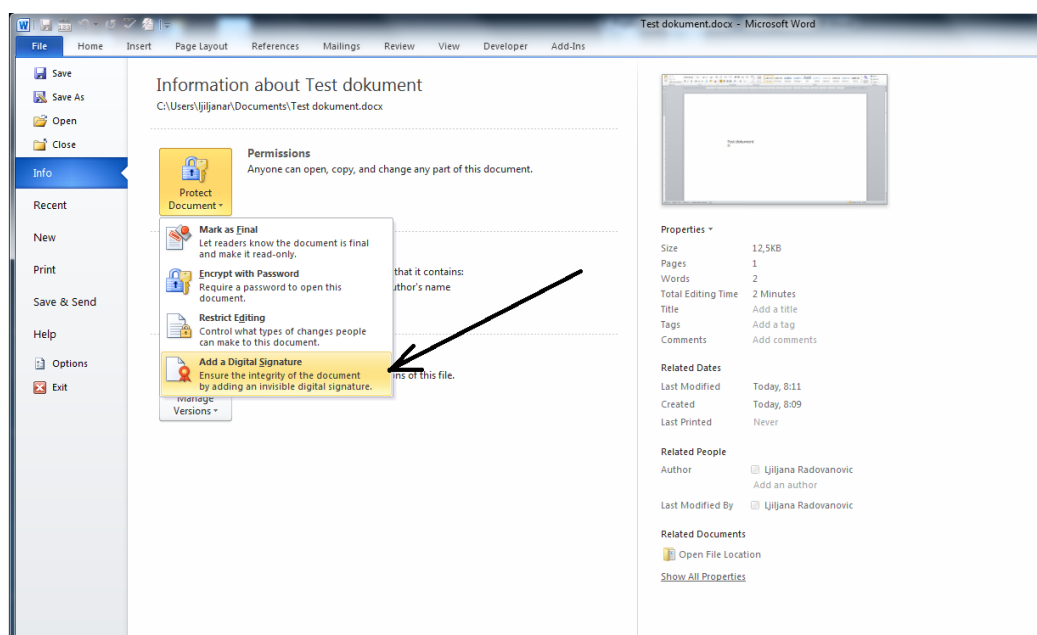 Test dokument.docx - Microsoft Word
File Home Insert Page Layout References Mailings Review View Developer Add-Ins
Save
Save As
Open
Close
Info
Recent
New
Print
Save & Send
Help
Options
Exit
Information about Test dokument
C:\Users\ljiljanar\Documents\Test dokument.docx
Protect
Document
Permissions
Anyone can open, copy, and change any part of this document.
Mark as Final
Let readers know the document is final
and make it read-only.
Encrypt with Password
Require a password to open this
document.
Restrict Editing
Control what types of changes people
can make to this document.
Add a Digital Signature
Ensure the integrity of the document
by adding an invisible digital signature.
that it contains:
uthor's name
ns of this file.
Manage
Versions
Test dokument
Properties
Size 12,5KB
Pages 1
Words 2
Total Editing Time 2 Minutes
Title Add a title
Tags Add a tag
Comments Add comments
Related Dates
Last Modified Today, 8:11
Created Today, 8:09
Last Printed Never
Related People
Author Ljiljana Radovanovic
Add an author
Last Modified By Ljiljana Radovanovic
Related Documents
Open File Location
Show All Properties